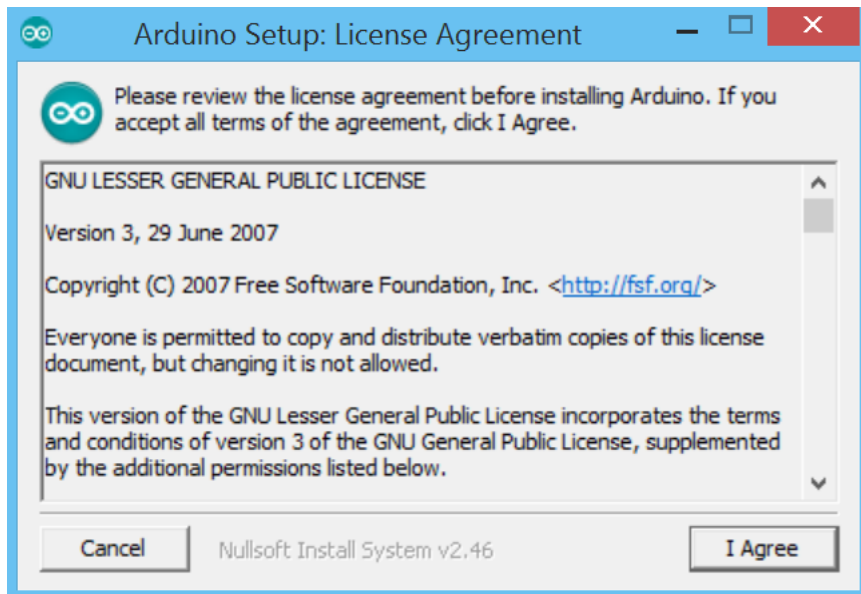 Arduino Setup: License Agreement
Please review the license agreement before installing Arduino. If you
accept all terms of the agreement, click I Agree.
GNU LESSER GENERAL PUBLIC LICENSE
Version 3, 29 June 2007
Copyright (C) 2007 Free Software Foundation, Inc. <http://fsf.org/>
Everyone is permitted to copy and distribute verbatim copies of this license
document, but changing it is not allowed.
This version of the GNU Lesser General Public License incorporates the terms
and conditions of version 3 of the GNU General Public License, supplemented
by the additional permissions listed below.
Cancel
Nullsoft Install System v2.46
I Agree